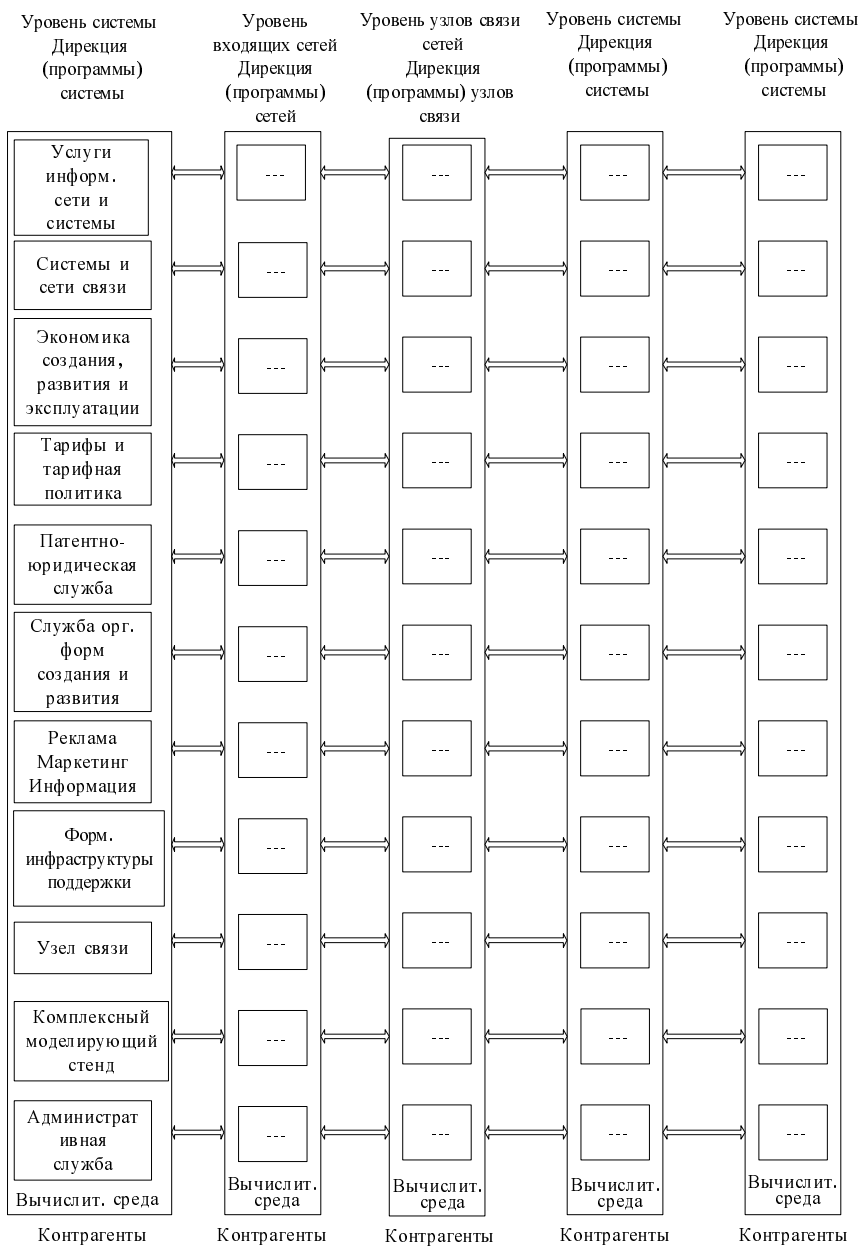 Уровень системы
Дирекция
(программы)
системы
Уровень
входящих сетей
Дирекция
(программы)
сетей
Уровень узлов связи
сетей
Дирекция
(программы) узлов
связи
Уровень системы
Дирекция
(программы)
системы
Уровень системы
Дирекция
(программы)
системы
Услуги
информ.
сети и
системы
--- --- --- ---
Системы и
сети связи
--- --- --- ---
Экономика
создания,
развития и
эксплуатации
--- --- --- ---
Тарифы и
тарифная
политика
--- --- --- ---
Патентно-
юридическая
служба
--- --- --- ---
Служба орг.
форм
создания и
развития
--- --- --- ---
Реклама
Маркетинг
Информация
--- --- --- ---
Форм.
инфраструктуры
поддержки
--- --- --- ---
Узел связи
--- --- --- ---
Комплексный
моделирующий
стенд
--- --- --- ---
Административ
ивная
служба
--- --- --- ---
Вычислит. среда
Вычислит.
среда
Вычислит.
среда
Вычислит.
среда
Вычислит.
среда
Контрагенты Контрагенты Контрагенты Контрагенты Контрагенты